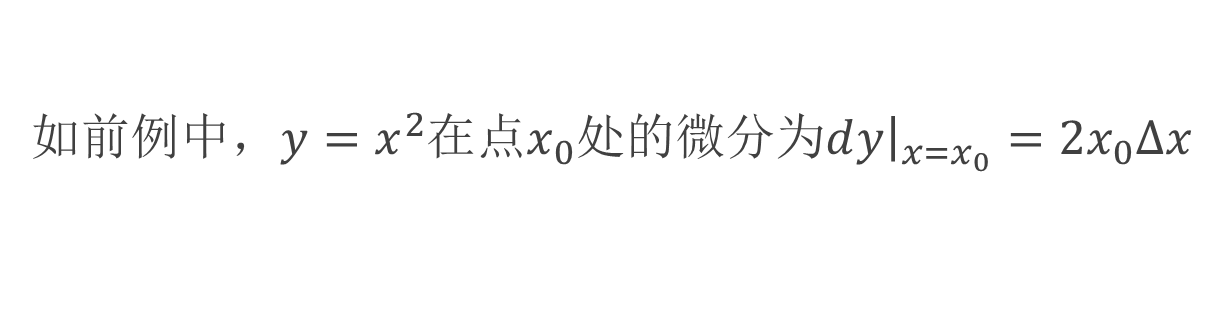 如前例中，y = x²在点x₀处的微分为dy|ₓ₌ₓ₀ = 2x₀Δx